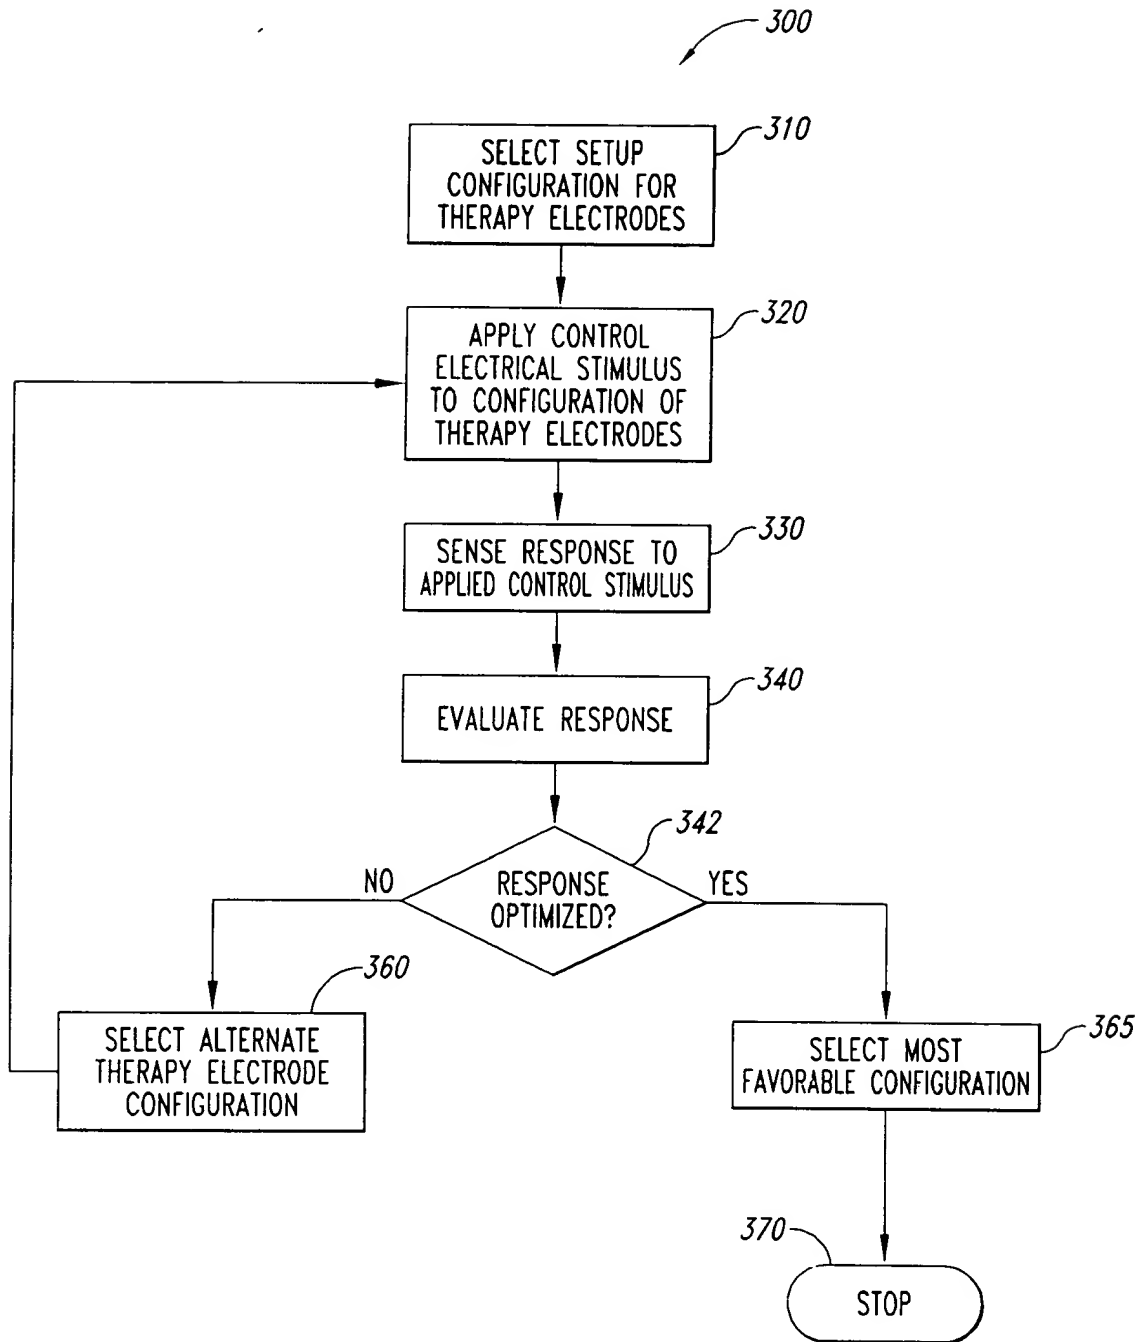 300
310
SELECT SETUP
CONFIGURATION FOR
THERAPY ELECTRODES
320
APPLY CONTROL
ELECTRICAL STIMULUS
TO CONFIGURATION OF
THERAPY ELECTRODES
330
SENSE RESPONSE TO
APPLIED CONTROL STIMULUS
340
EVALUATE RESPONSE
342
NO
RESPONSE
OPTIMIZED?
YES
360
SELECT ALTERNATE
THERAPY ELECTRODE
CONFIGURATION
365
SELECT MOST
FAVORABLE CONFIGURATION
370
STOP